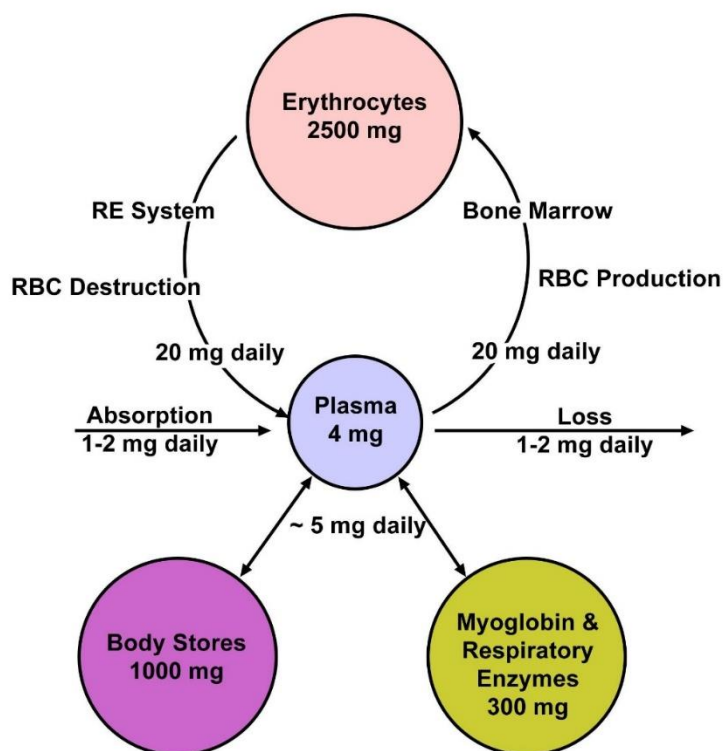 Erythrocytes
2500 mg
RE System
Bone Marrow
RBC Destruction
RBC Production
20 mg daily
20 mg daily
Absorption
1-2 mg daily
Plasma
4 mg
Loss
1-2 mg daily
~ 5 mg daily
Body Stores
1000 mg
Myoglobin &
Respiratory
Enzymes
300 mg